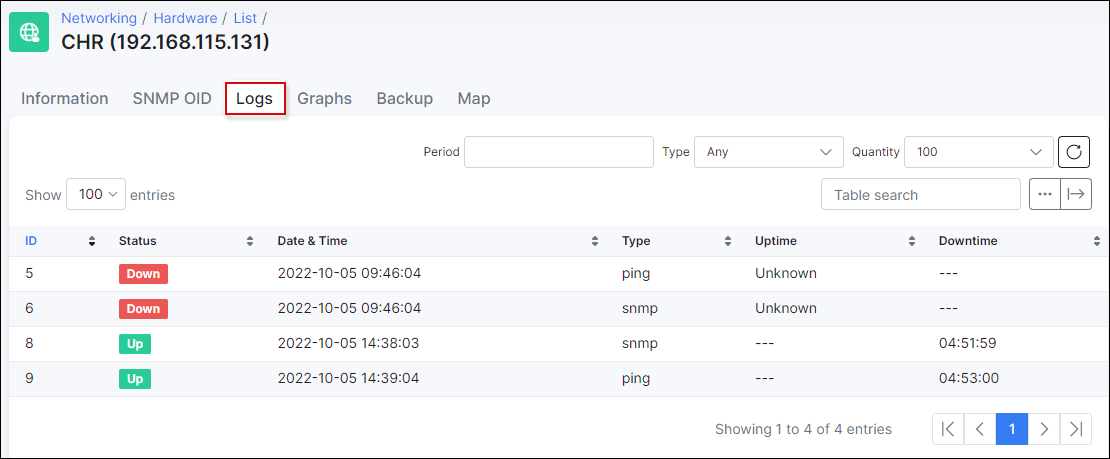 Networking / Hardware / List /
CHR (192.168.115.131)
Information SNMP OID Logs Graphs Backup Map
Period Type Any Quantity 100
Show 100 entries Table search
ID Status Date & Time Type Uptime Downtime
5 Down 2022-10-05 09:46:04 ping Unknown ---
6 Down 2022-10-05 09:46:04 snmp Unknown ---
8 Up 2022-10-05 14:38:03 snmp --- 04:51:59
9 Up 2022-10-05 14:39:04 ping --- 04:53:00
Showing 1 to 4 of 4 entries 1